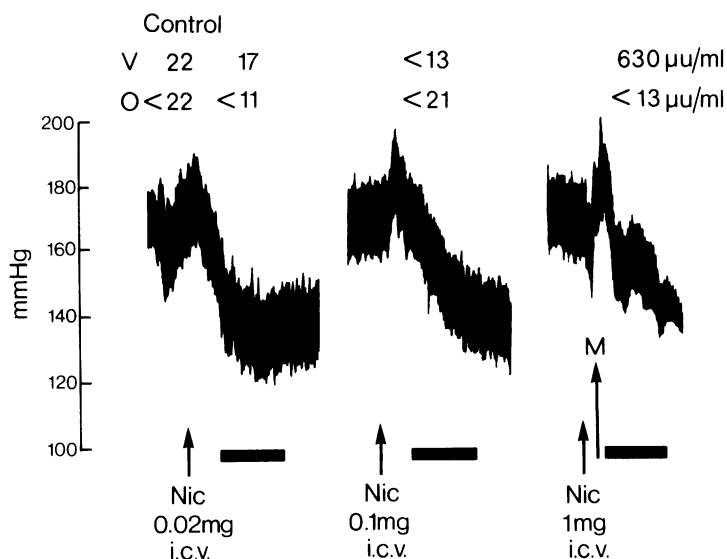 Control
V 22 17 <13 630 μu/ml
O <22 <11 <21 <13 μu/ml
200
180
160
140
120
100
mmHg
M
Nic Nic Nic
0.02mg 0.1mg 1mg
i.c.v. i.c.v. i.c.v.